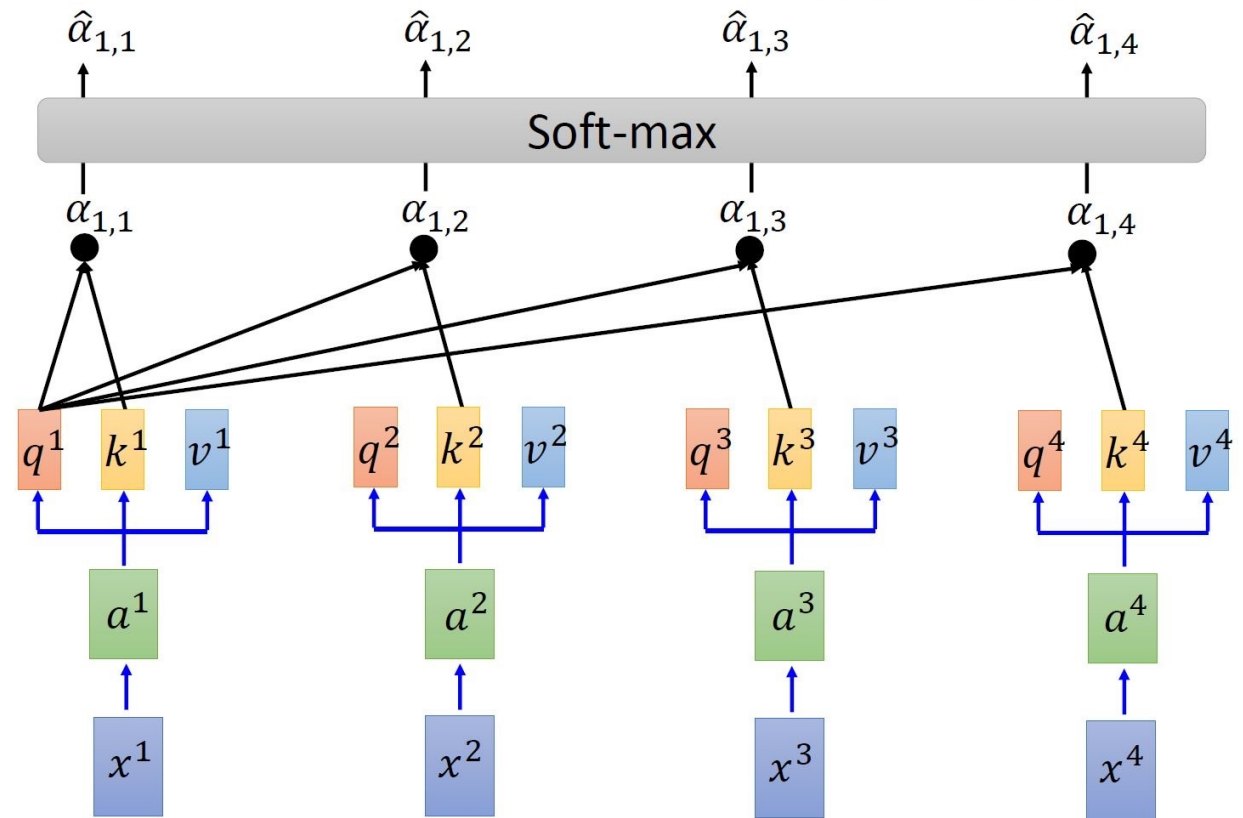 α̂₁,₁ α̂₁,₂ α̂₁,₃ α̂₁,₄
Soft-max
α₁,₁ α₁,₂ α₁,₃ α₁,₄
q¹ k¹ v¹ q² k² v² q³ k³ v³ q⁴ k⁴ v⁴
a¹ a² a³ a⁴
x¹ x² x³ x⁴